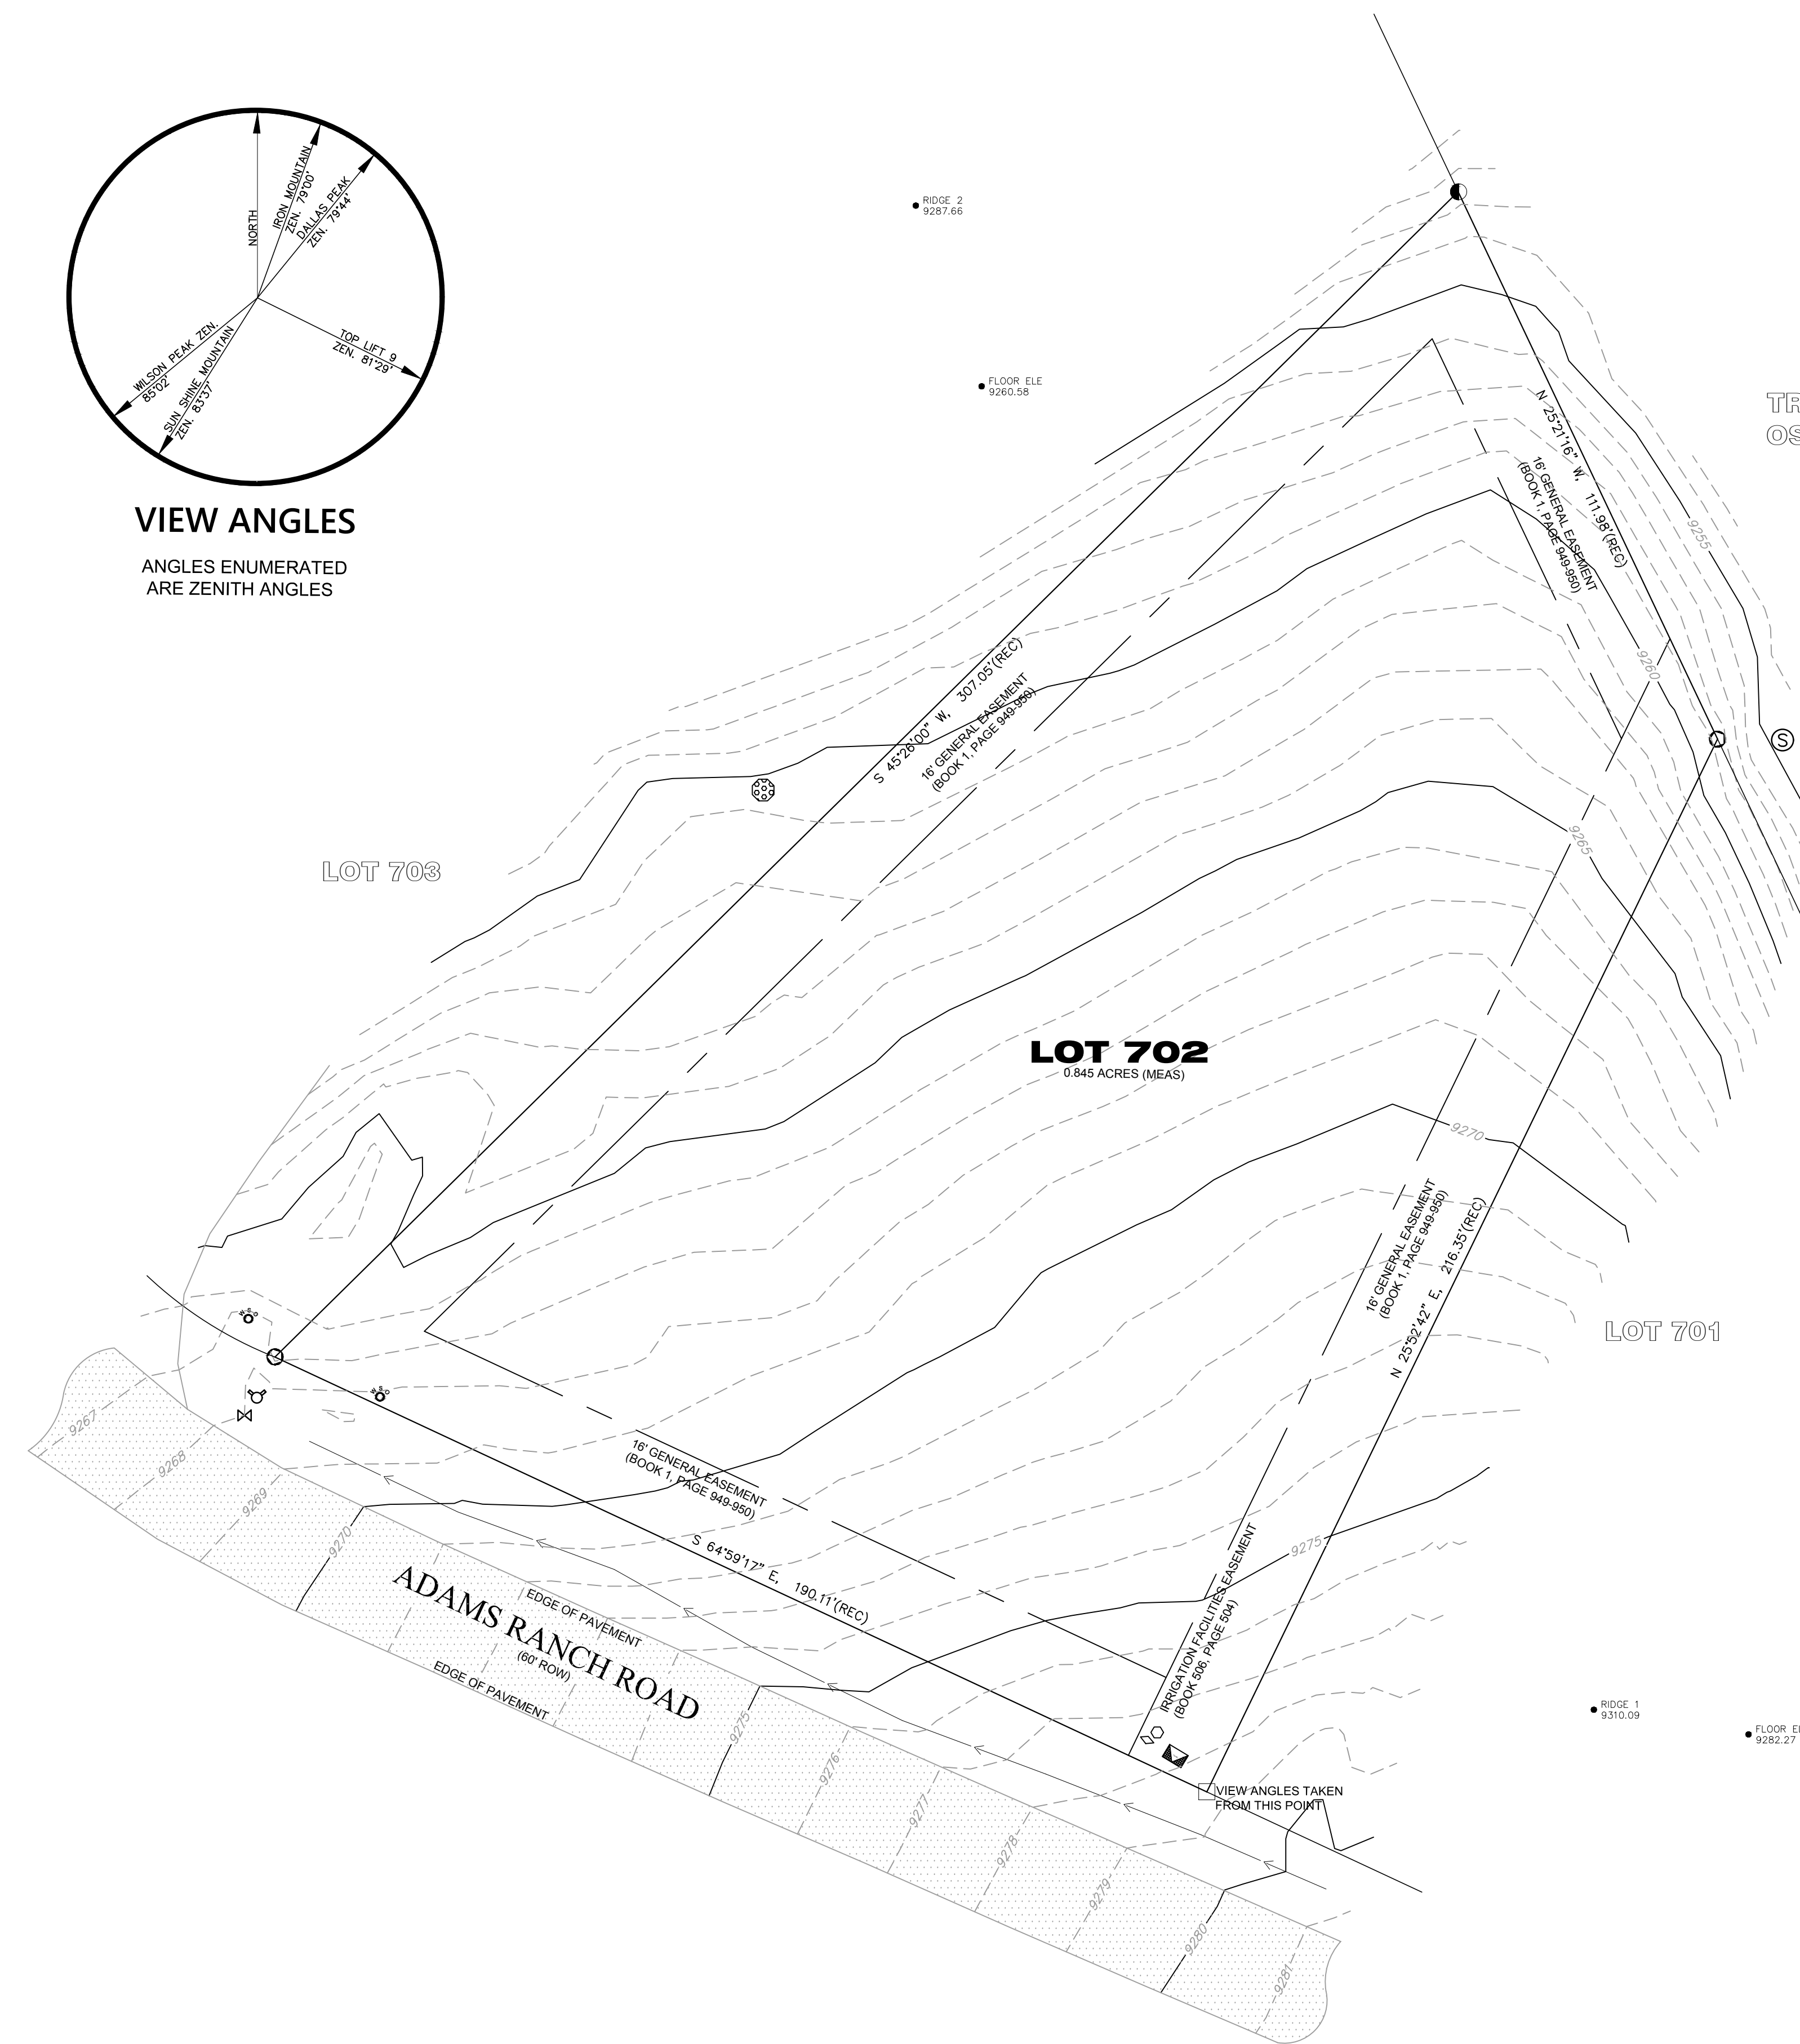 NORTH
IRON MOUNTAIN
ZEN. 79°00'
DALLAS PEAK
ZEN. 79°44'
TOP LIFT 9
ZEN. 81°29'
WILSON PEAK ZEN.
85°02'
SUN SHINE MOUNTAIN
ZEN. 83°37'
VIEW ANGLES
ANGLES ENUMERATED
ARE ZENITH ANGLES
RIDGE 2
9287.66
FLOOR ELE
9260.58
TR
OS
N 25°21'16" W, 111.98'(REC)
16' GENERAL EASEMENT
(BOOK 1, PAGE 949-950)
9255
9260
S
S 45°26'00" W, 307.05'(REC)
16' GENERAL EASEMENT
(BOOK 1, PAGE 949-950)
LOT 703
9265
LOT 702
0.845 ACRES (MEAS)
9270
16' GENERAL EASEMENT
(BOOK 1, PAGE 949-950)
N 25°52'42" E, 216.35'(REC)
LOT 701
16' GENERAL EASEMENT
(BOOK 1, PAGE 949-950)
S 64°59'17" E, 190.11'(REC)
9275
IRRIGATION FACILITIES EASEMENT
(BOOK 506, PAGE 504)
9267
9268
9269
9270
EDGE OF PAVEMENT
ADAMS RANCH ROAD
(60' ROW)
EDGE OF PAVEMENT
RIDGE 1
9310.09
FLOOR EL
9282.27
VIEW ANGLES TAKEN
FROM THIS POINT
9275
9276
9277
9278
9279
9280
9281